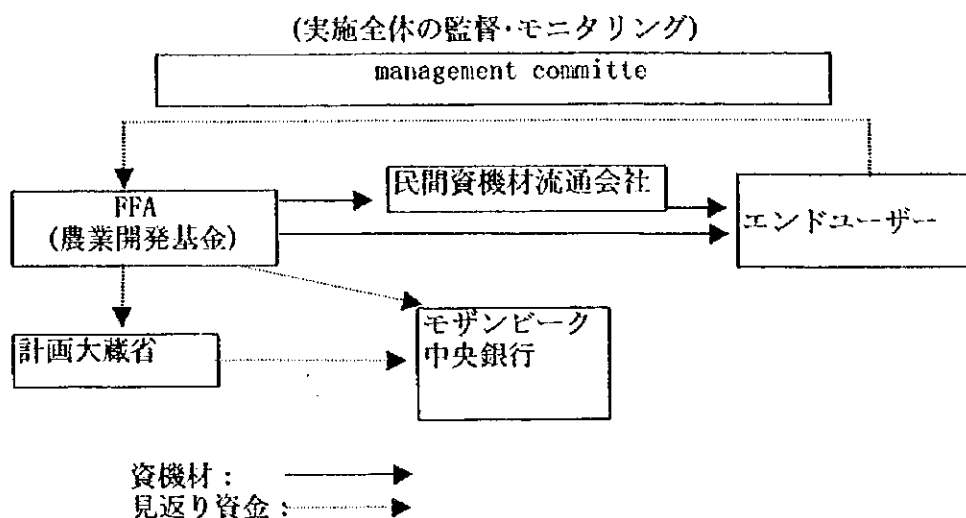 (実施全体の監督・モニタリング)
management committe
民間資機材流通会社
FFA
(農業開発基金)
エンドユーザー
モザンビーク
中央銀行
計画大蔵省
資機材：
見返り資金：